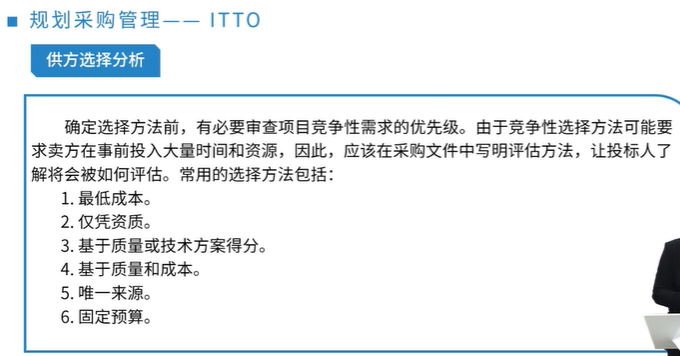 规划采购管理—— ITTO
供方选择分析
确定选择方法前，有必要审查项目竞争性需求的优先级。由于竞争性选择方法可能要
求卖方在事前投入大量时间和资源，因此，应该在采购文件中写明评估方法，让投标人了
解将会被如何评估。常用的选择方法包括：
1. 最低成本。
2. 仅凭资质。
3. 基于质量或技术方案得分。
4. 基于质量和成本。
5. 唯一来源。
6. 固定预算。